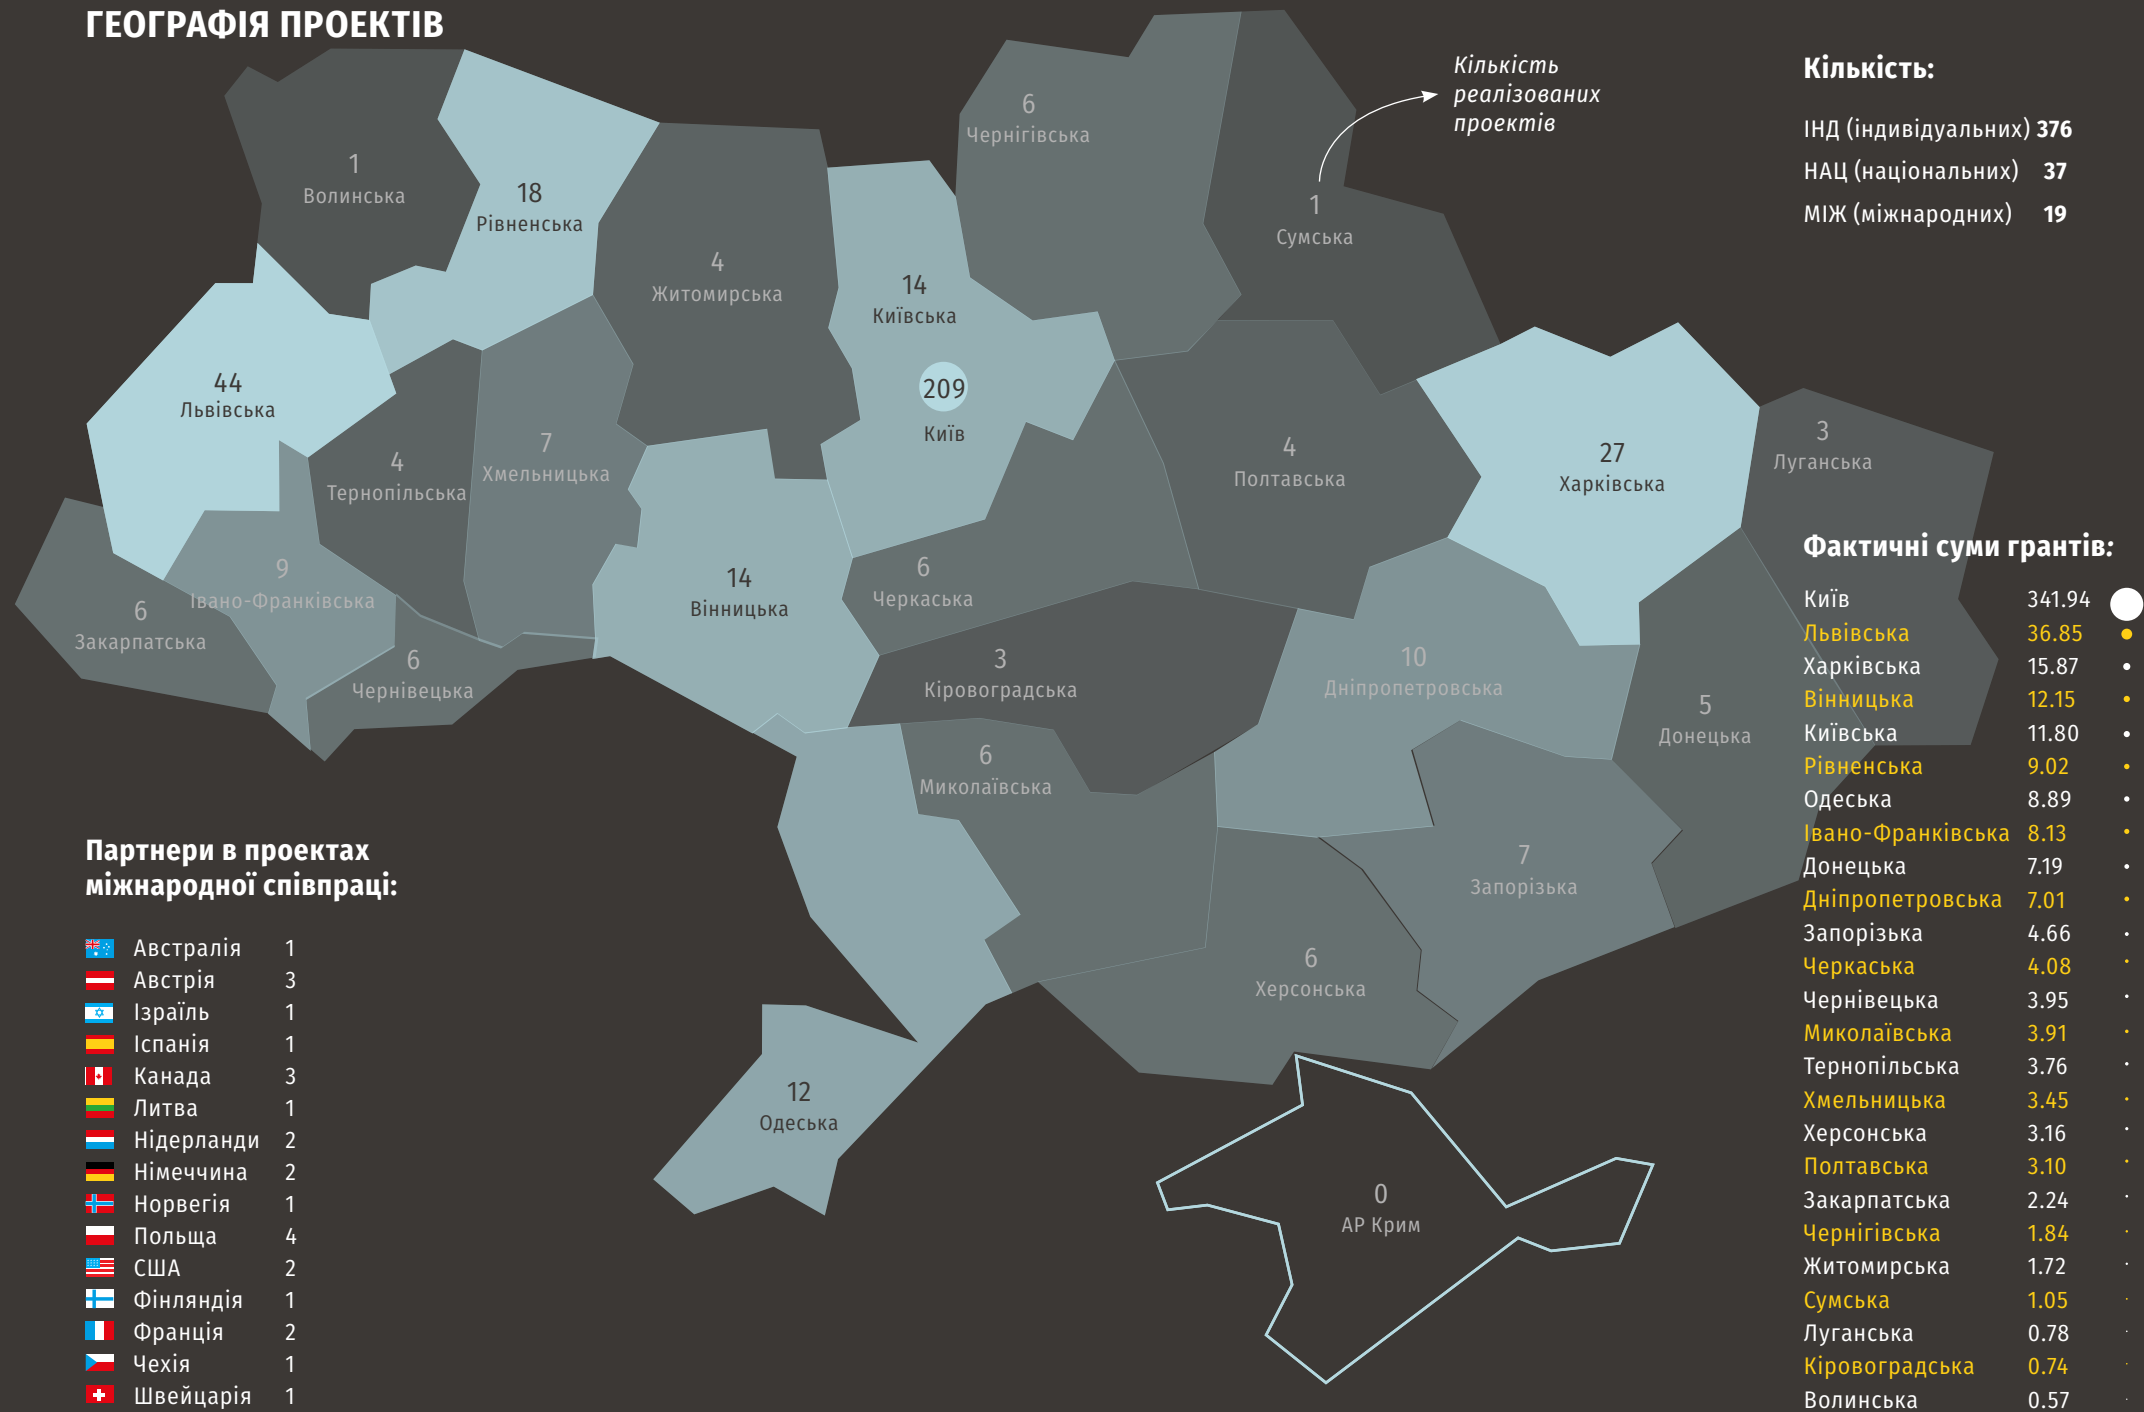 ГЕОГРАФІЯ ПРОЕКТІВ
Кількість
реалізованих
проектів
1
Волинська
18
Рівненська
4
Житомирська
14
Київська
209
Київ
6
Чернігівська
1
Сумська
44
Львівська
4
Тернопільська
7
Хмельницька
4
Полтавська
27
Харківська
3
Луганська
9
Івано-Франківська
6
Закарпатська
6
Чернівецька
14
Вінницька
6
Черкаська
3
Кіровоградська
10
Дніпропетровська
5
Донецька
6
Миколаївська
7
Запорізька
6
Херсонська
12
Одеська
0
АР Крим
Кількість:
ІНД (індивідуальних) 376
НАЦ (національних) 37
МІЖ (міжнародних) 19
Фактичні суми грантів:
Київ 341.94
Львівська 36.85
Харківська 15.87
Вінницька 12.15
Київська 11.80
Рівненська 9.02
Одеська 8.89
Івано-Франківська 8.13
Донецька 7.19
Дніпропетровська 7.01
Запорізька 4.66
Черкаська 4.08
Чернівецька 3.95
Миколаївська 3.91
Тернопільська 3.76
Хмельницька 3.45
Херсонська 3.16
Полтавська 3.10
Закарпатська 2.24
Чернігівська 1.84
Житомирська 1.72
Сумська 1.05
Луганська 0.78
Кіровоградська 0.74
Волинська 0.57
Партнери в проектах
міжнародної співпраці:
Австралія 1
Австрія 3
Ізраїль 1
Іспанія 1
Канада 3
Литва 1
Нідерланди 2
Німеччина 2
Норвегія 1
Польща 4
США 2
Фінляндія 1
Франція 2
Чехія 1
Швейцарія 1